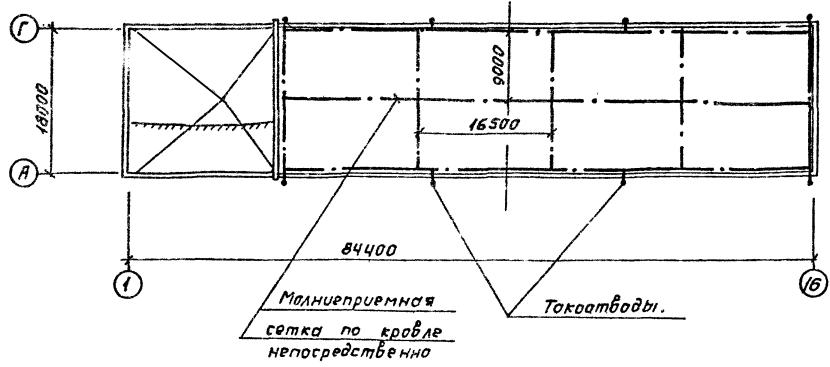 Г
18000
А
9000
16500
84400
1
16
Молниеприемная
сетка по кровле
непосредственно
Токоотводы.